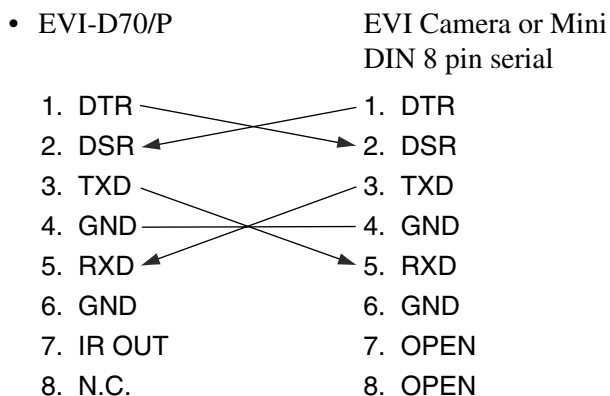 • EVI-D70/P EVI Camera or Mini
DIN 8 pin serial
1. DTR 1. DTR
2. DSR 2. DSR
3. TXD 3. TXD
4. GND 4. GND
5. RXD 5. RXD
6. GND 6. GND
7. IR OUT 7. OPEN
8. N.C. 8. OPEN